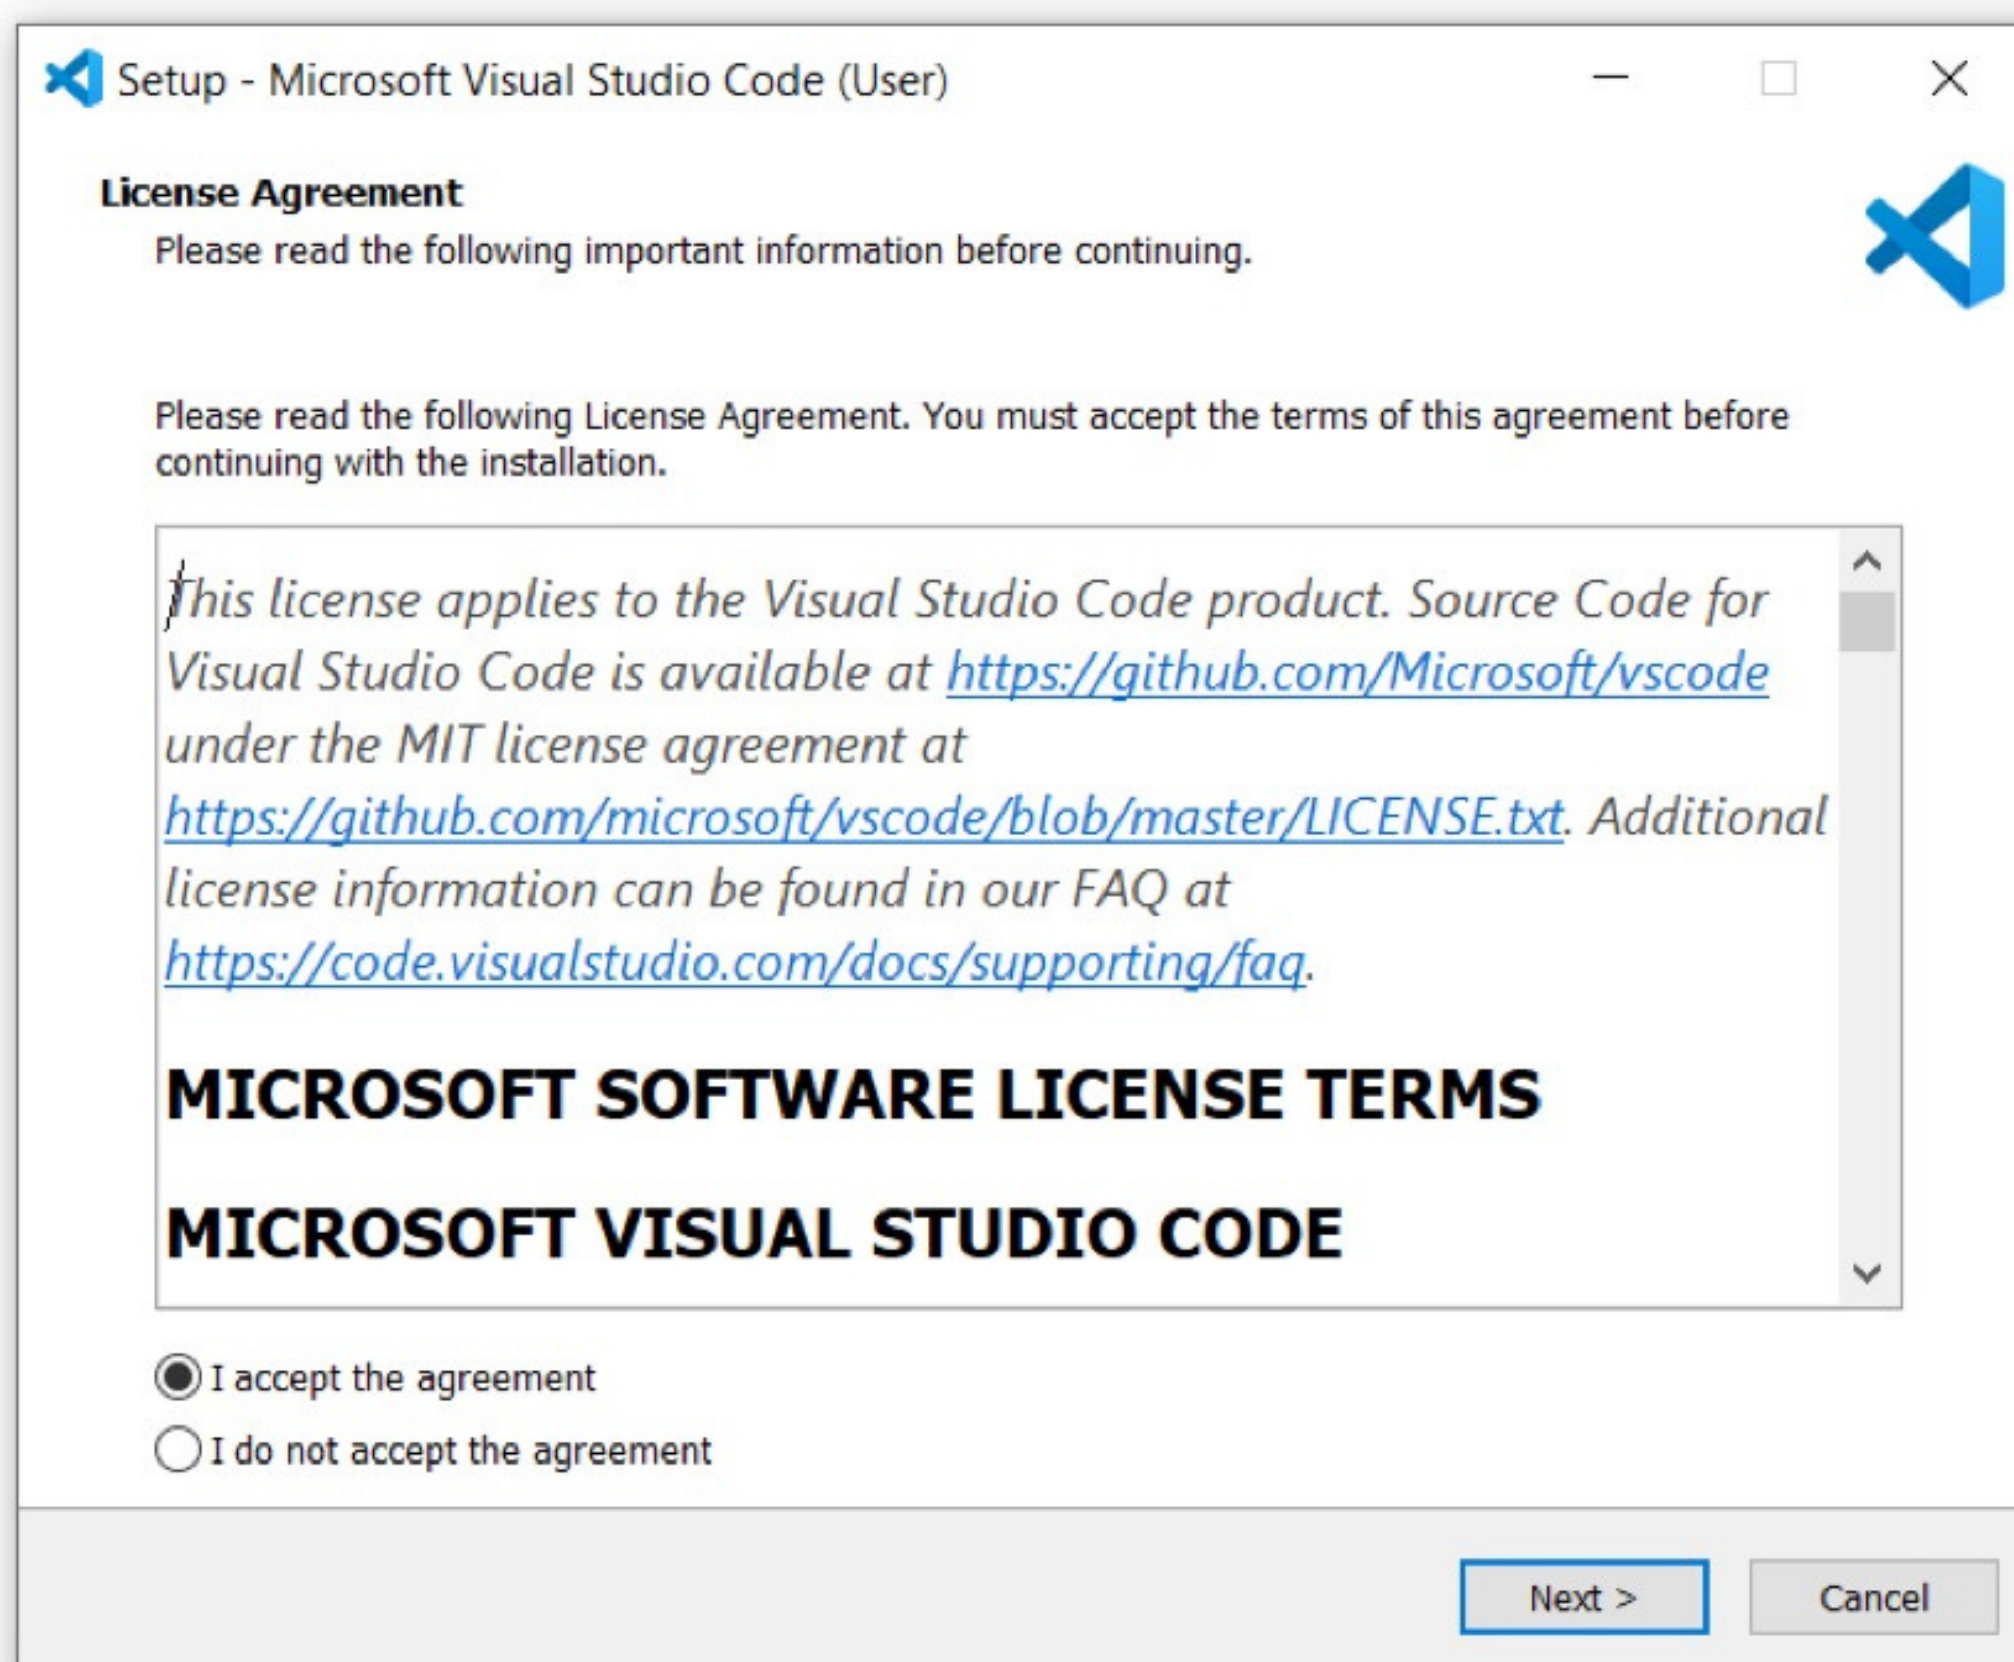 Setup - Microsoft Visual Studio Code (User)
License Agreement
Please read the following important information before continuing.
Please read the following License Agreement. You must accept the terms of this agreement before
continuing with the installation.
This license applies to the Visual Studio Code product. Source Code for
Visual Studio Code is available at https://github.com/Microsoft/vscode
under the MIT license agreement at
https://github.com/microsoft/vscode/blob/master/LICENSE.txt. Additional
license information can be found in our FAQ at
https://code.visualstudio.com/docs/supporting/faq.
MICROSOFT SOFTWARE LICENSE TERMS
MICROSOFT VISUAL STUDIO CODE
I accept the agreement
I do not accept the agreement
Next >
Cancel